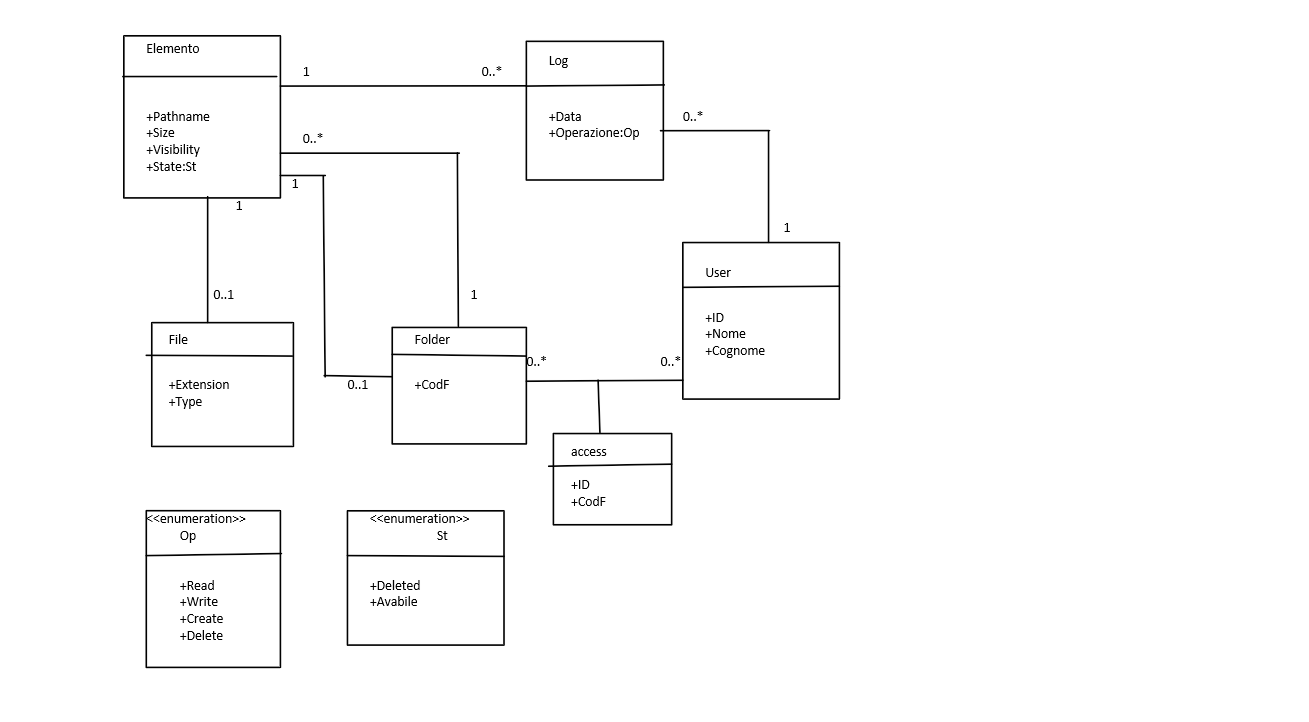 Elemento
+Pathname
+Size
+Visibility
+State:St
1
0..*
Log
+Data
+Operazione:Op
0..*
1
0..*
1
1
0..1
0..1
1
User
+ID
+Nome
+Cognome
File
+Extension
+Type
Folder
+CodF
0..*
0..*
access
+ID
+CodF
<<enumeration>>
Op
+Read
+Write
+Create
+Delete
<<enumeration>>
St
+Deleted
+Avabile